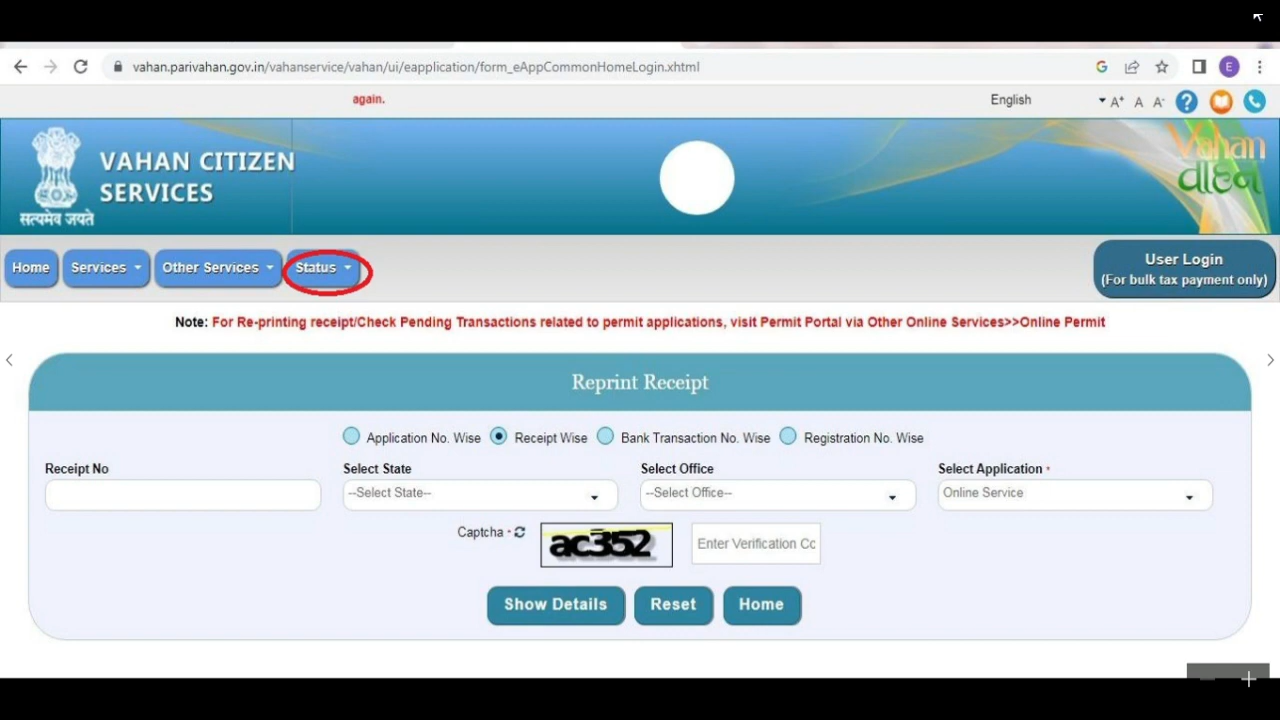 vahan.parivahan.gov.in/vahanservice/vahan/ui/eapplication/form_eAppCommonHomeLogin.xhtml
G
E
again.
English
A+ A A-
?
VAHAN CITIZEN
SERVICES
सत्यमेव जयते
Vahan
वाहन
Home Services Other Services Status
User Login
(For bulk tax payment only)
Note: For Re-printing receipt/Check Pending Transactions related to permit applications, visit Permit Portal via Other Online Services>>Online Permit
Reprint Receipt
Application No. Wise Receipt Wise Bank Transaction No. Wise Registration No. Wise
Receipt No Select State Select Office Select Application *
--Select State-- --Select Office-- Online Service
Captcha * ac352 Enter Verification Cc
Show Details Reset Home